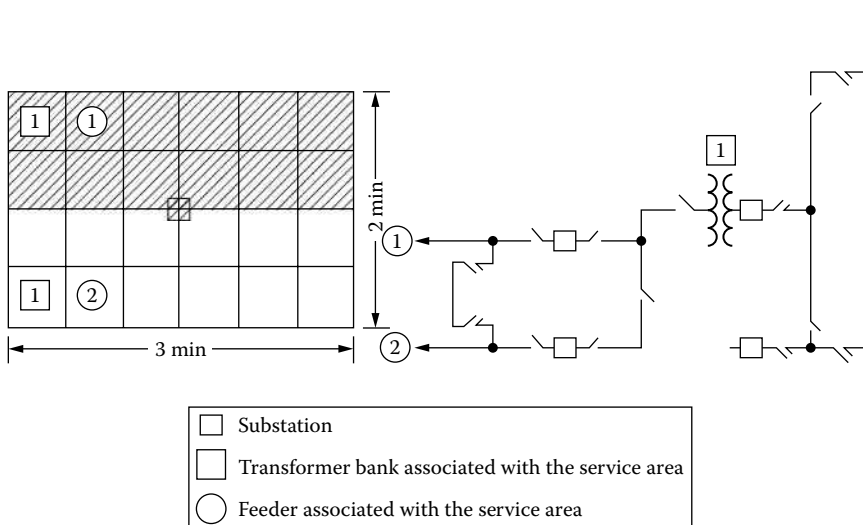 1
1
1
2
3 min
2 min
1
2
1
Substation
Transformer bank associated with the service area
Feeder associated with the service area